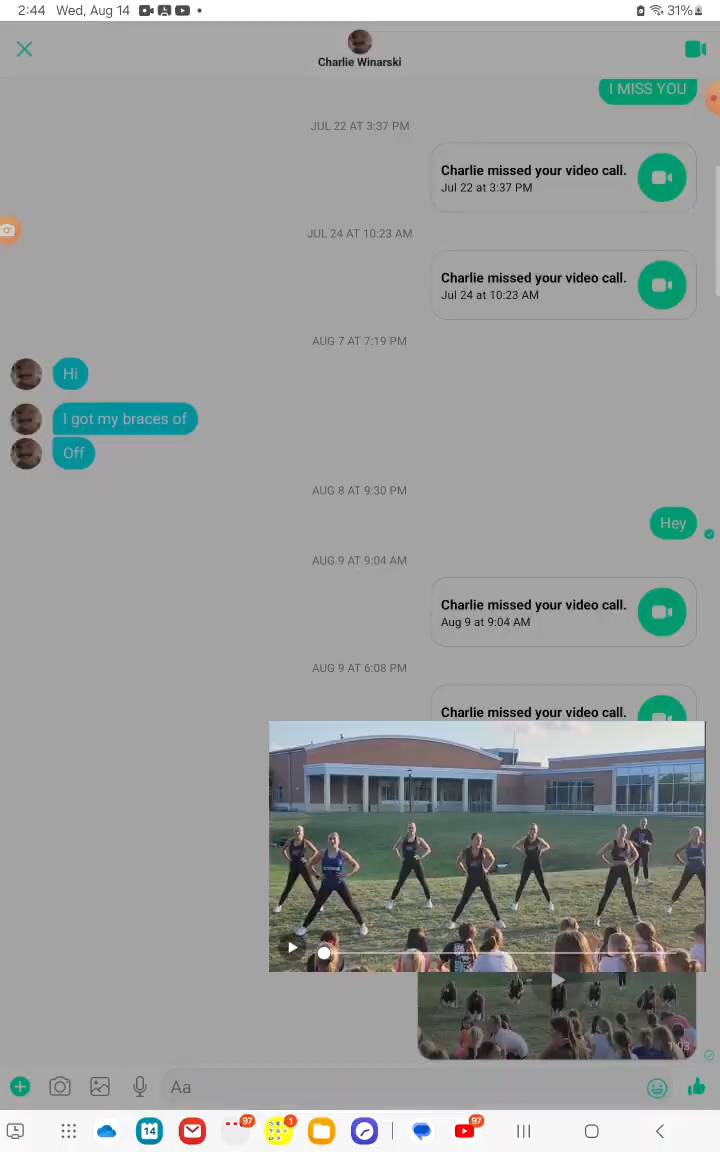 2:44 Wed, Aug 14
31%
Charlie Winarski
I MISS YOU
JUL 22 AT 3:37 PM
Charlie missed your video call.
Jul 22 at 3:37 PM
JUL 24 AT 10:23 AM
Charlie missed your video call.
Jul 24 at 10:23 AM
AUG 7 AT 7:19 PM
Hi
I got my braces of
Off
AUG 8 AT 9:30 PM
Hey
AUG 9 AT 9:04 AM
Charlie missed your video call.
Aug 9 at 9:04 AM
AUG 9 AT 6:08 PM
Charlie missed your video call.
1:03
Aa
14
97
1
97